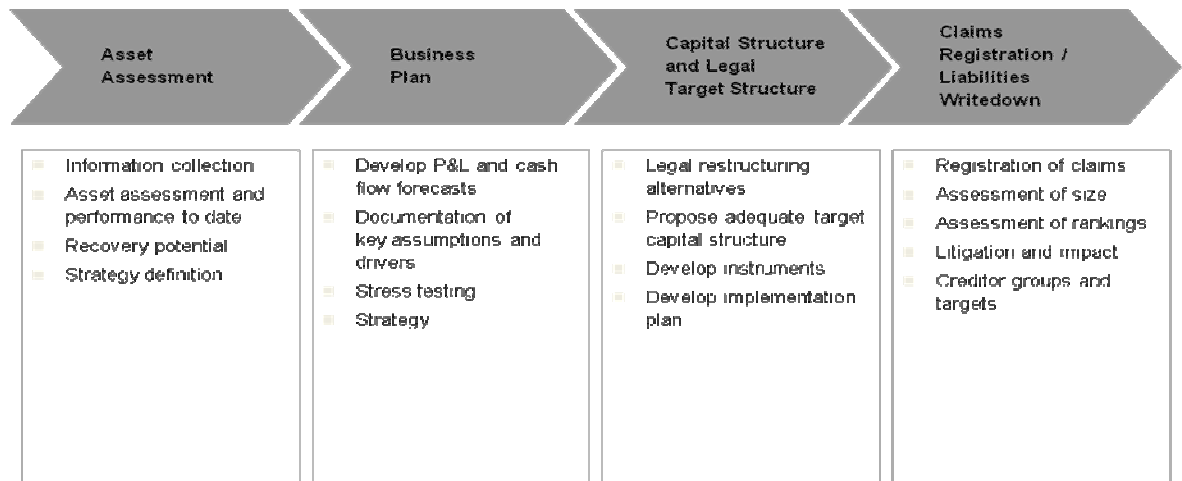 Asset
Assessment
Business
Plan
Capital Structure
and Legal
Target Structure
Claims
Registration /
Liabilities
Writedown
Information collection
Asset assessment and
performance to date
Recovery potential
Strategy definition
Develop P&L and cash
flow forecasts
Documentation of
key assumptions and
drivers
Stress testing
Strategy
Legal restructuring
alternatives
Propose adequate target
capital structure
Develop instruments
Develop implementation
plan
Registration of claims
Assessment of size
Assessment of rankings
Litigation and impact
Creditor groups and
targets